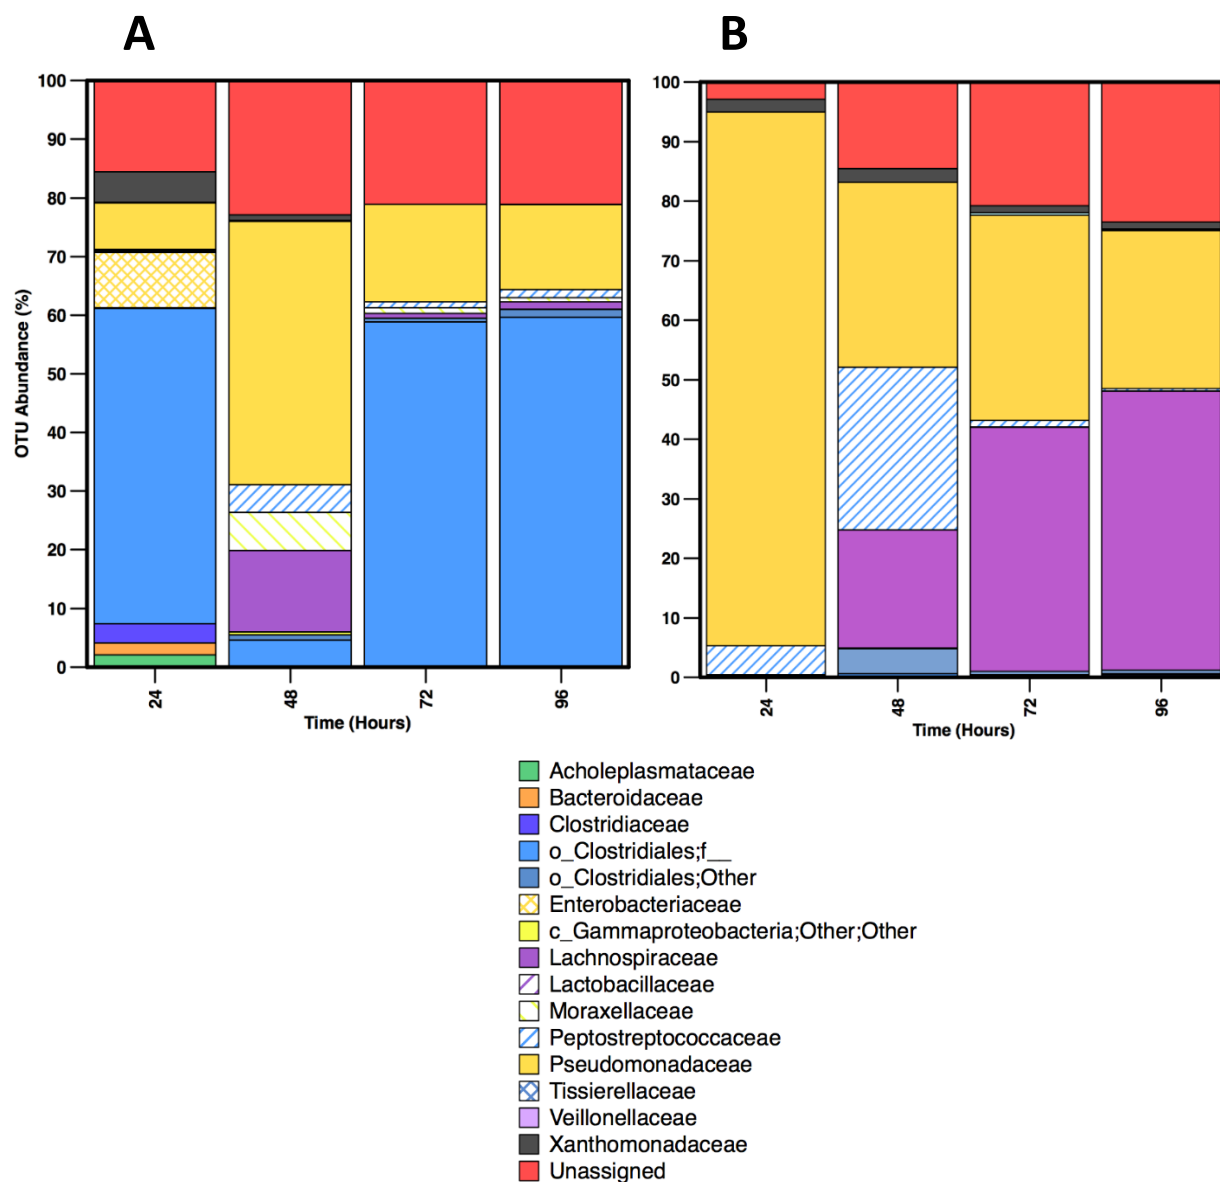 A
B
100
90
80
70
60
50
40
30
20
10
0
OTU Abundance (%)
24
48
72
96
Time (Hours)
100
90
80
70
60
50
40
30
20
10
0
24
48
72
96
Time (Hours)
Acholeplasmataceae
Bacteroidaceae
Clostridiaceae
o_Clostridiales;f__
o_Clostridiales;Other
Enterobacteriaceae
c_Gammaproteobacteria;Other;Other
Lachnospiraceae
Lactobacillaceae
Moraxellaceae
Peptostreptococcaceae
Pseudomonadaceae
Tissierellaceae
Veillonellaceae
Xanthomonadaceae
Unassigned